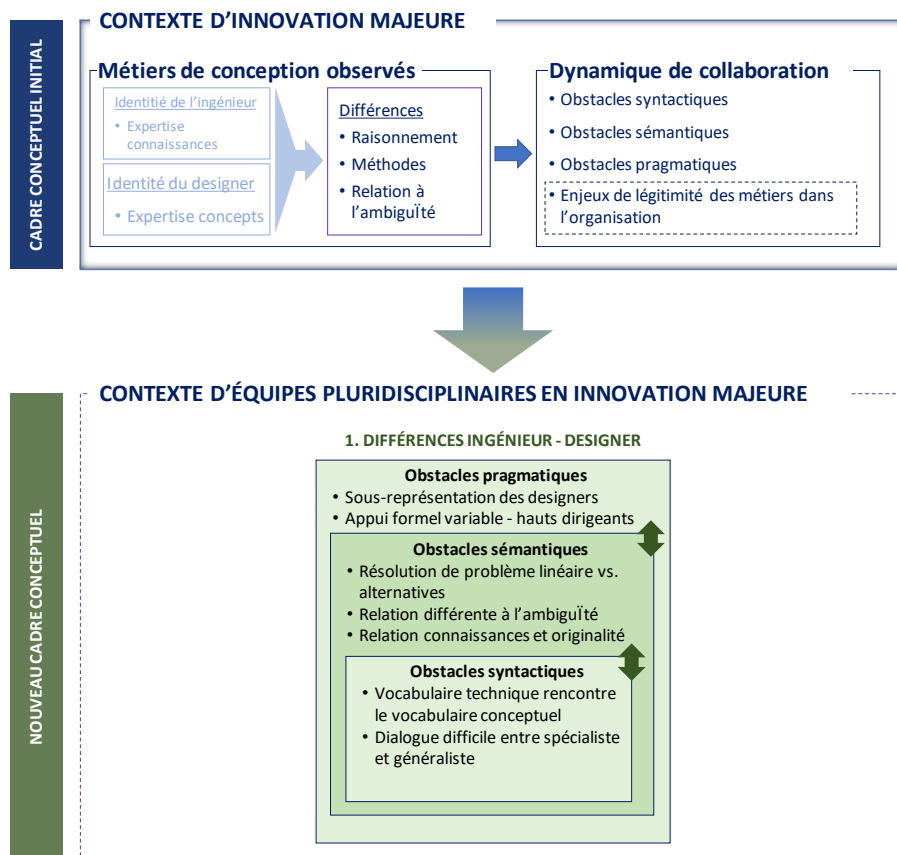 CONTEXTE D'INNOVATION MAJEURE
CADRE CONCEPTUEL INITIAL
Métiers de conception observés
Identitié de l'ingénieur
• Expertise
connaissances
Identité du designer
• Expertise concepts
Différences
• Raisonnement
• Méthodes
• Relation à
l'ambiguÏté
Dynamique de collaboration
• Obstacles syntactiques
• Obstacles sémantiques
• Obstacles pragmatiques
• Enjeux de légitimité des métiers dans
l'organisation
CONTEXTE D'ÉQUIPES PLURIDISCIPLINAIRES EN INNOVATION MAJEURE
NOUVEAU CADRE CONCEPTUEL
1. DIFFÉRENCES INGÉNIEUR - DESIGNER
Obstacles pragmatiques
• Sous-représentation des designers
• Appui formel variable - hauts dirigeants
Obstacles sémantiques
• Résolution de problème linéaire vs.
alternatives
• Relation différente à l'ambiguÏté
• Relation connaissances et originalité
Obstacles syntactiques
• Vocabulaire technique rencontre
le vocabulaire conceptuel
• Dialogue difficile entre spécialiste
et généraliste